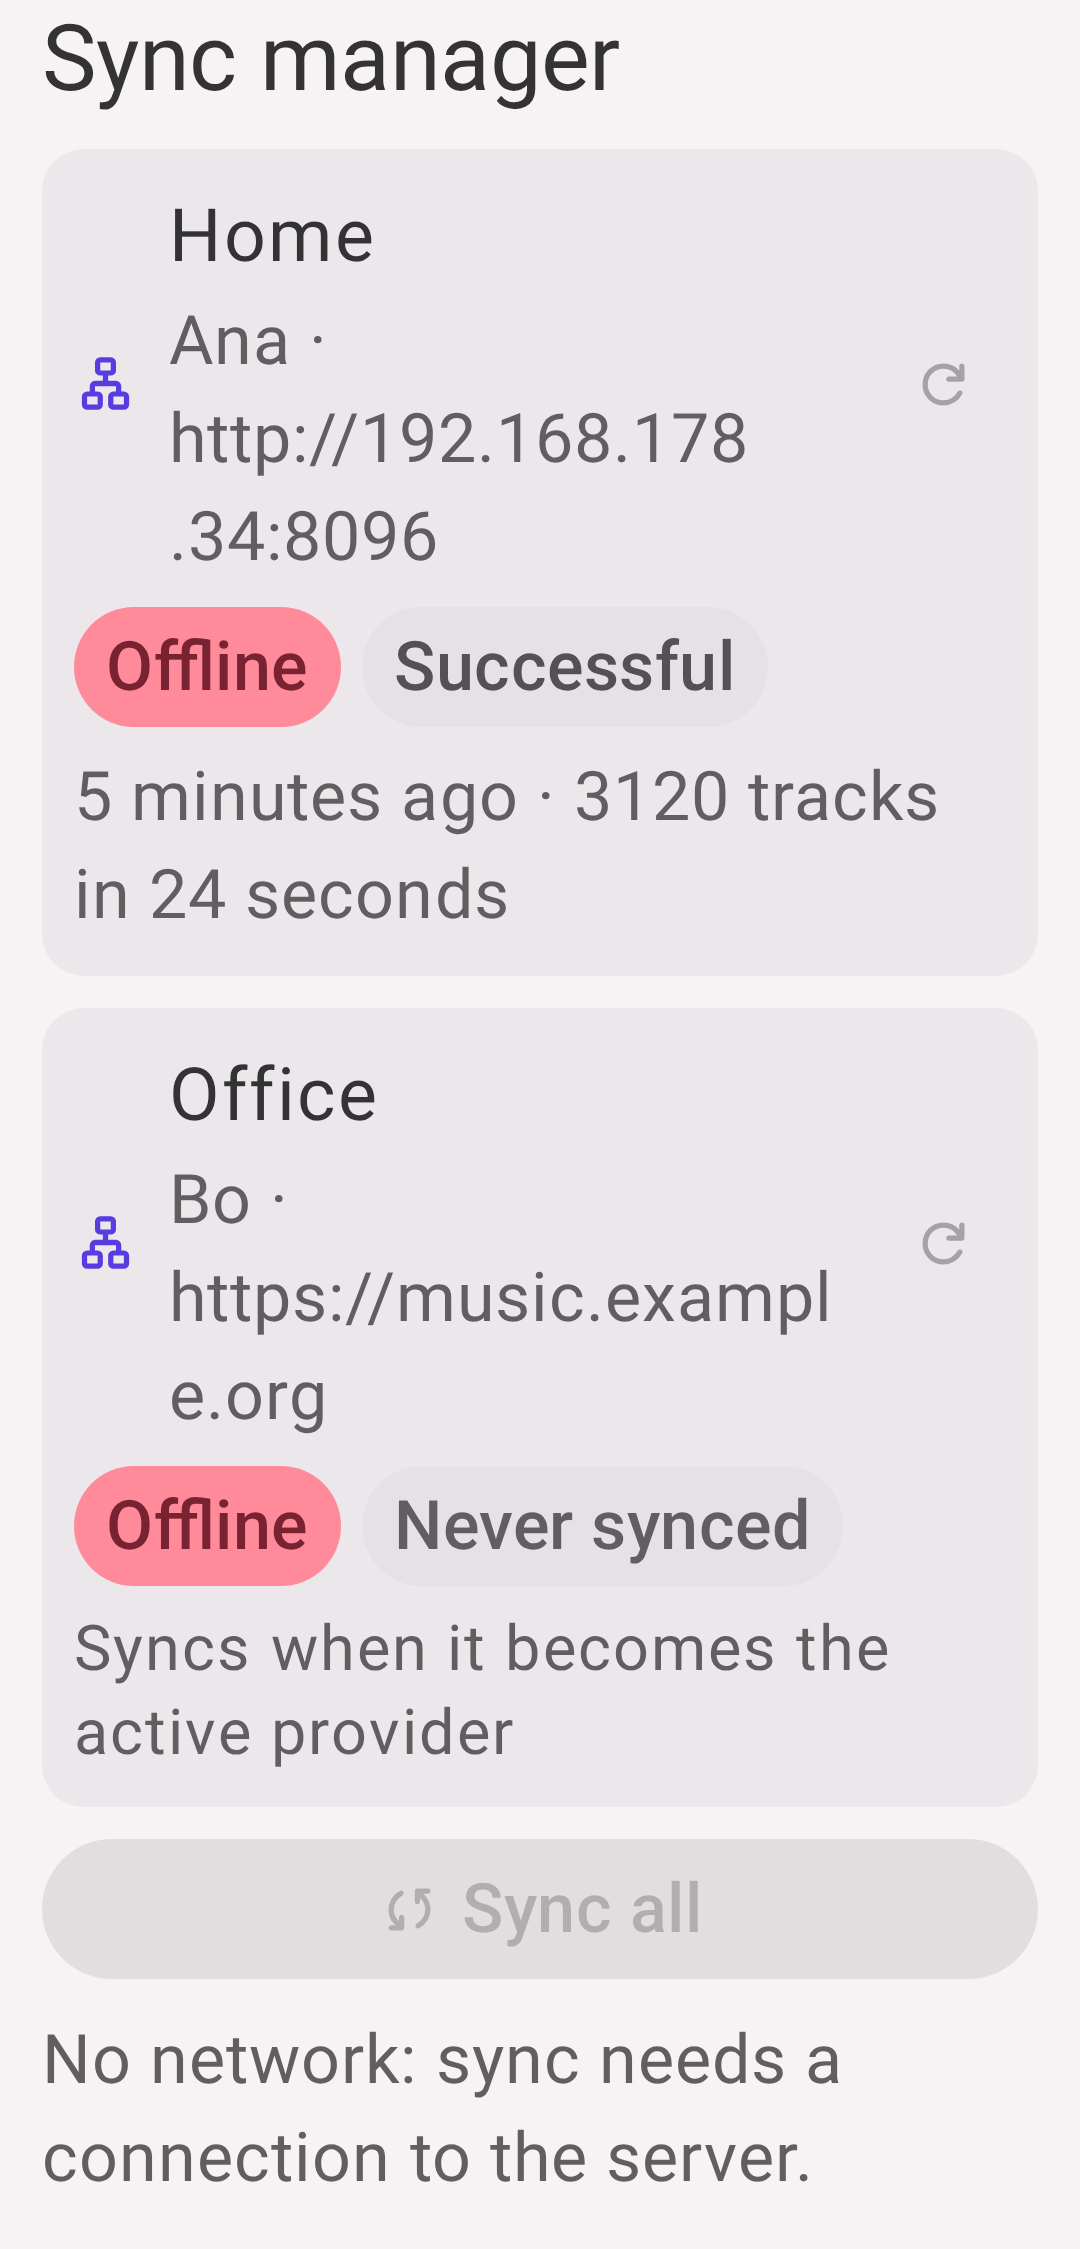 Sync manager
Home
Ana ·
http://192.168.178
.34:8096
Offline
Successful
5 minutes ago · 3120 tracks
in 24 seconds
Office
Bo ·
https://music.exampl
e.org
Offline
Never synced
Syncs when it becomes the
active provider
Sync all
No network: sync needs a
connection to the server.